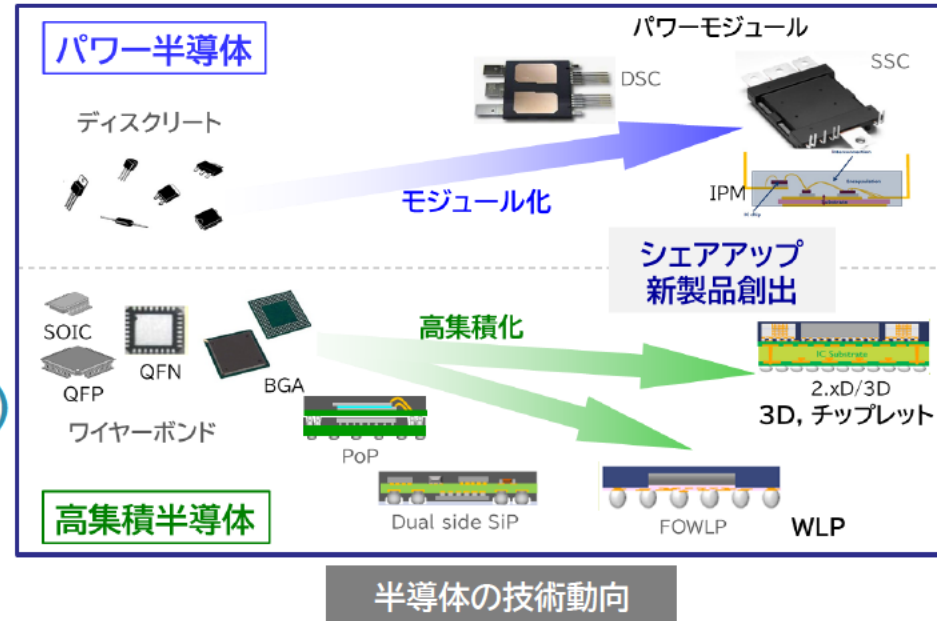 パワー半導体
パワーモジュール
DSC
SSC
ディスクリート
モジュール化
Interconnection
Encapsulation
IPM
Substrate
シェアアップ
新製品創出
SOIC
QFN
QFP
BGA
高集積化
IC Substrate
2.xD/3D
3D, チップレット
ワイヤーボンド
PoP
Dual side SiP
FOWLP
WLP
高集積半導体
半導体の技術動向